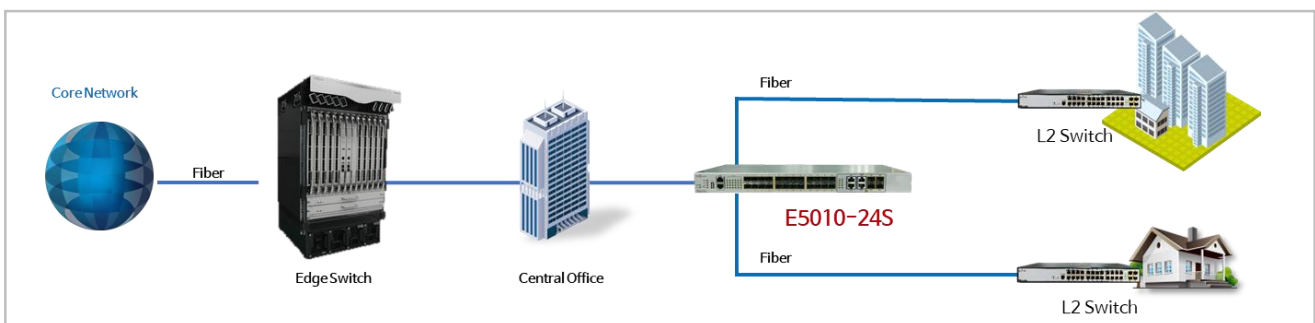 Core Network
Fiber
Edge Switch
Central Office
E5010-24S
Fiber
L2 Switch
Fiber
L2 Switch